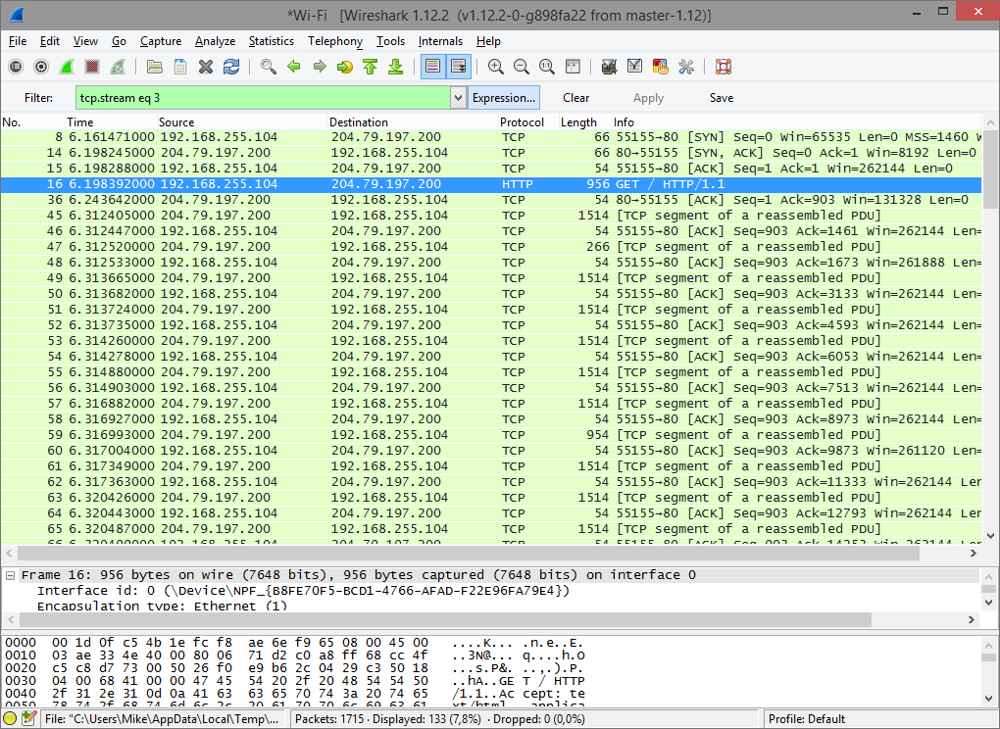 *Wi-Fi [Wireshark 1.12.2 (v1.12.2-0-g898fa22 from master-1.12)]
File Edit View Go Capture Analyze Statistics Telephony Tools Internals Help
Filter: tcp.stream eq 3 Expression... Clear Apply Save
No. Time Source Destination Protocol Length Info
8 6.161471000 192.168.255.104 204.79.197.200 TCP 66 55155→80 [SYN] Seq=0 Win=65535 Len=0 MSS=1460 W
14 6.198245000 204.79.197.200 192.168.255.104 TCP 66 80→55155 [SYN, ACK] Seq=0 Ack=1 Win=8192 Len=0
15 6.198288000 192.168.255.104 204.79.197.200 TCP 54 55155→80 [ACK] Seq=1 Ack=1 Win=262144 Len=0
16 6.198392000 192.168.255.104 204.79.197.200 HTTP 956 GET / HTTP/1.1
36 6.243642000 204.79.197.200 192.168.255.104 TCP 54 80→55155 [ACK] Seq=1 Ack=903 Win=131328 Len=0
45 6.312405000 204.79.197.200 192.168.255.104 TCP 1514 [TCP segment of a reassembled PDU]
46 6.312447000 192.168.255.104 204.79.197.200 TCP 54 55155→80 [ACK] Seq=903 Ack=1461 Win=262144 Len=
47 6.312520000 204.79.197.200 192.168.255.104 TCP 266 [TCP segment of a reassembled PDU]
48 6.312533000 192.168.255.104 204.79.197.200 TCP 54 55155→80 [ACK] Seq=903 Ack=1673 Win=261888 Len=
49 6.313665000 204.79.197.200 192.168.255.104 TCP 1514 [TCP segment of a reassembled PDU]
50 6.313682000 192.168.255.104 204.79.197.200 TCP 54 55155→80 [ACK] Seq=903 Ack=3133 Win=262144 Len=
51 6.313724000 204.79.197.200 192.168.255.104 TCP 1514 [TCP segment of a reassembled PDU]
52 6.313735000 192.168.255.104 204.79.197.200 TCP 54 55155→80 [ACK] Seq=903 Ack=4593 Win=262144 Len=
53 6.314260000 204.79.197.200 192.168.255.104 TCP 1514 [TCP segment of a reassembled PDU]
54 6.314278000 192.168.255.104 204.79.197.200 TCP 54 55155→80 [ACK] Seq=903 Ack=6053 Win=262144 Len=
55 6.314880000 204.79.197.200 192.168.255.104 TCP 1514 [TCP segment of a reassembled PDU]
56 6.314903000 192.168.255.104 204.79.197.200 TCP 54 55155→80 [ACK] Seq=903 Ack=7513 Win=262144 Len=
57 6.316882000 204.79.197.200 192.168.255.104 TCP 1514 [TCP segment of a reassembled PDU]
58 6.316927000 192.168.255.104 204.79.197.200 TCP 54 55155→80 [ACK] Seq=903 Ack=8973 Win=262144 Len=
59 6.316993000 204.79.197.200 192.168.255.104 TCP 954 [TCP segment of a reassembled PDU]
60 6.317004000 192.168.255.104 204.79.197.200 TCP 54 55155→80 [ACK] Seq=903 Ack=9873 Win=261120 Len=
61 6.317349000 204.79.197.200 192.168.255.104 TCP 1514 [TCP segment of a reassembled PDU]
62 6.317363000 192.168.255.104 204.79.197.200 TCP 54 55155→80 [ACK] Seq=903 Ack=11333 Win=262144 Ler
63 6.320426000 204.79.197.200 192.168.255.104 TCP 1514 [TCP segment of a reassembled PDU]
64 6.320443000 192.168.255.104 204.79.197.200 TCP 54 55155→80 [ACK] Seq=903 Ack=12793 Win=262144 Ler
65 6.320487000 204.79.197.200 192.168.255.104 TCP 1514 [TCP segment of a reassembled PDU]
Frame 16: 956 bytes on wire (7648 bits), 956 bytes captured (7648 bits) on interface 0
Interface id: 0 (\Device\NPF_{B8FE70F5-BCD1-4766-AFAD-F22E96FA79E4})
Encapsulation type: Ethernet (1)
0000 00 1d 0f c5 4b 1e fc f8 ae 6e f9 65 08 00 45 00 ....K... .n.e..E.
0010 03 ae 33 4e 40 00 80 06 71 d2 c0 a8 ff 68 cc 4f ..3N@... q....h.O
0020 c5 c8 d7 73 00 50 26 f0 e9 b6 2c 04 29 c3 50 18 ...s.P&. ..,.).P.
0030 04 00 68 41 00 00 47 45 54 20 2f 20 48 54 54 50 ..hA..GE T / HTTP
0040 2f 31 2e 31 0d 0a 41 63 63 65 70 74 3a 20 74 65 /1.1..Ac cept: te
0050 78 74 2f 68 74 6d 6c 2c 20 61 70 70 6c 69 63 61 xt/html, applica
File: "C:\Users\Mike\AppData\Local\Temp\... Packets: 1715 · Displayed: 133 (7,8%) · Dropped: 0 (0,0%) Profile: Default